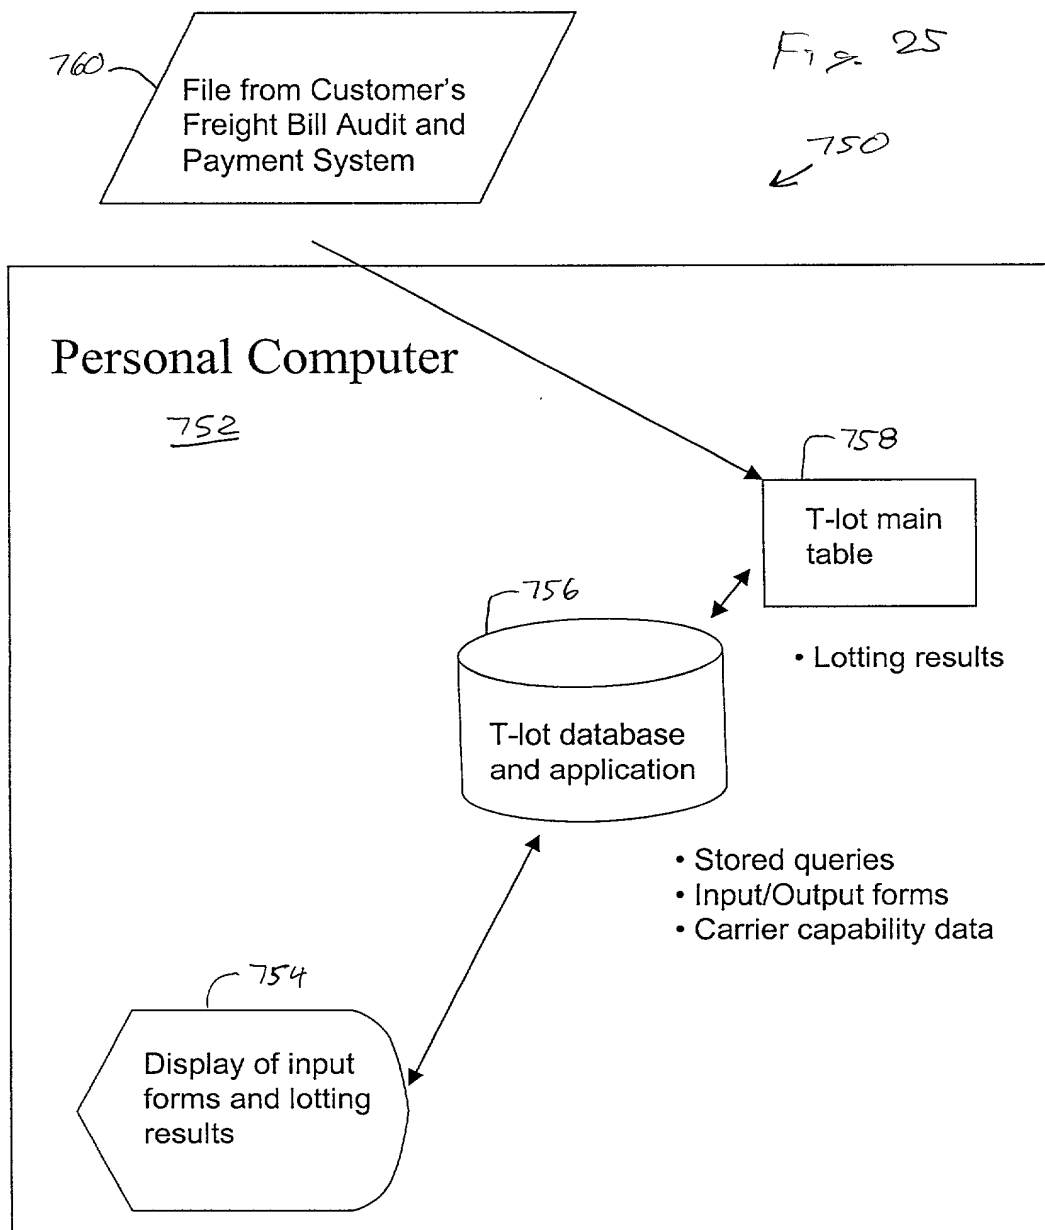 Fig. 25
760
File from Customer's
Freight Bill Audit and
Payment System
750
Personal Computer
752
758
T-lot main
table
756
• Lotting results
T-lot database
and application
• Stored queries
• Input/Output forms
• Carrier capability data
754
Display of input
forms and lotting
results